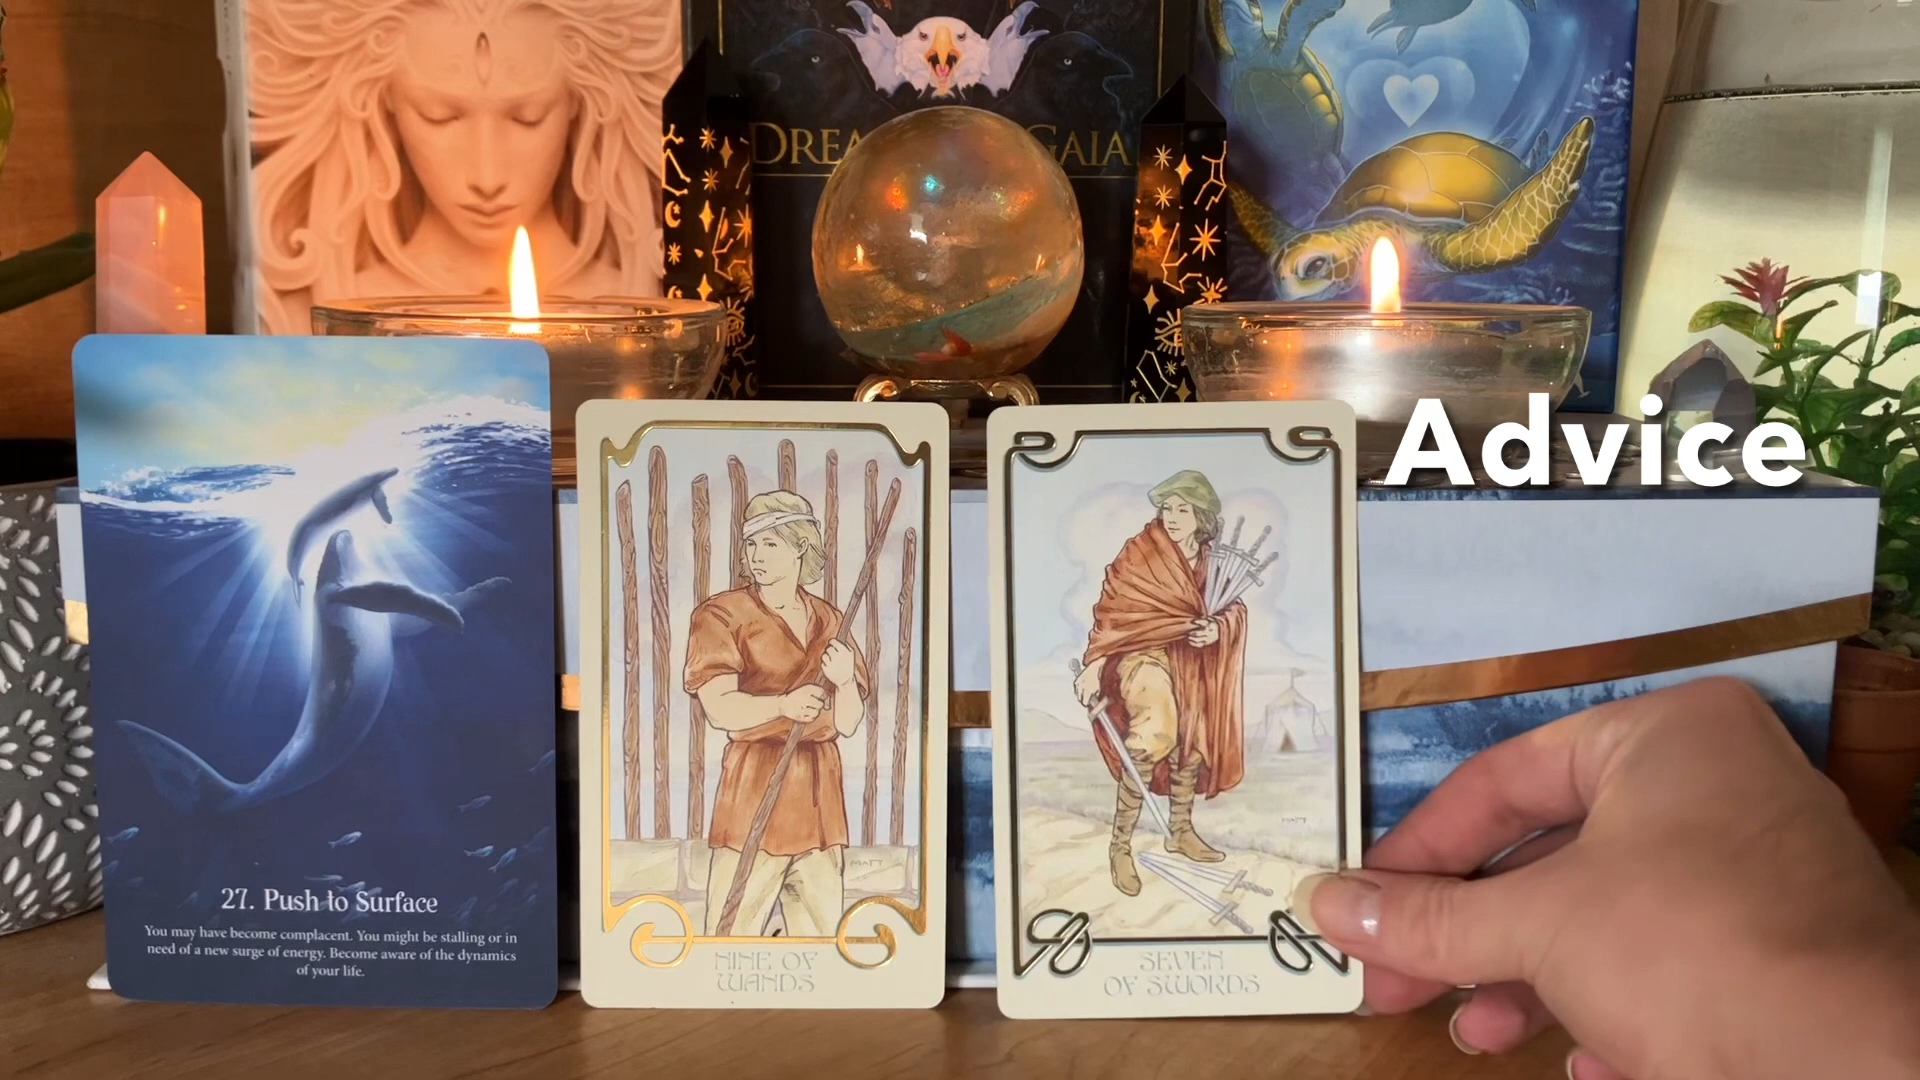 DREA GAIA
Advice
27. Push to Surface
You may have become complacent. You might be stalling or in
need of a new surge of energy. Become aware of the dynamics
of your life.
MATT
NINE OF
WANDS
MATT
SEVEN
OF SWORDS